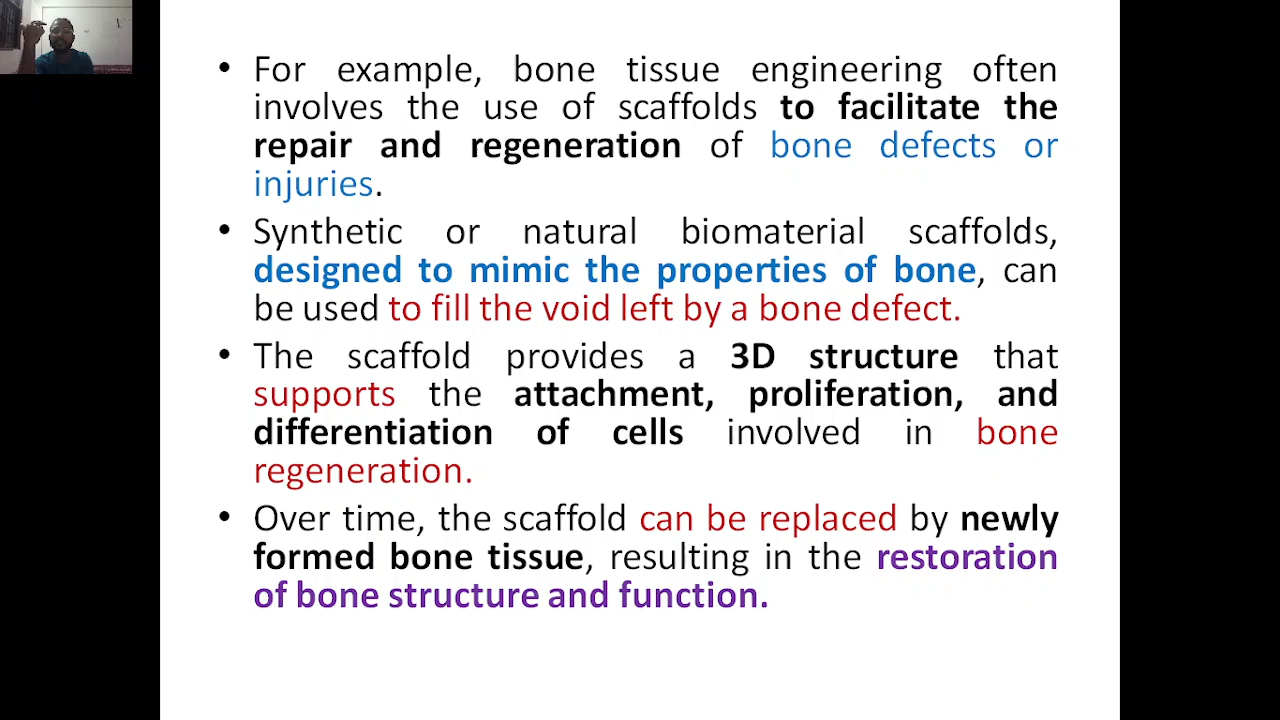 • For example, bone tissue engineering often
involves the use of scaffolds to facilitate the
repair and regeneration of bone defects or
injuries.
• Synthetic or natural biomaterial scaffolds,
designed to mimic the properties of bone, can
be used to fill the void left by a bone defect.
• The scaffold provides a 3D structure that
supports the attachment, proliferation, and
differentiation of cells involved in bone
regeneration.
• Over time, the scaffold can be replaced by newly
formed bone tissue, resulting in the restoration
of bone structure and function.